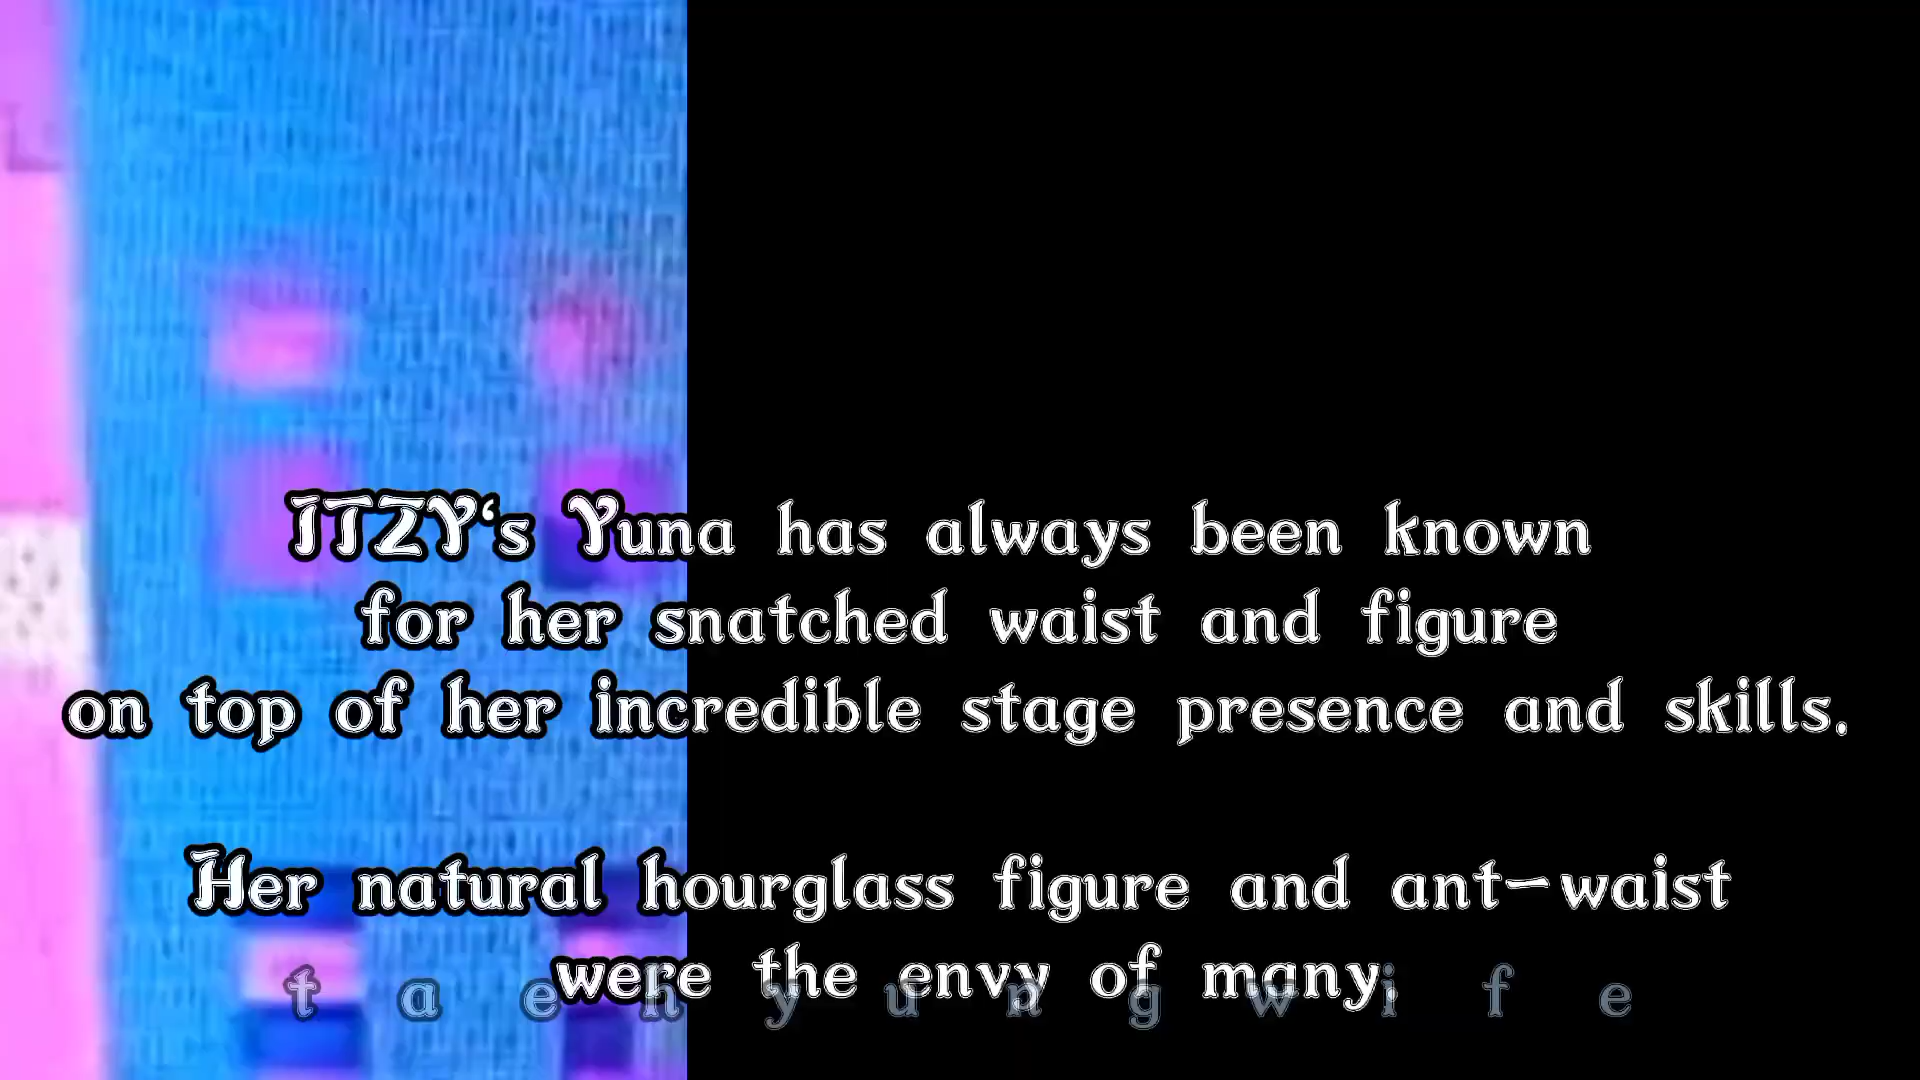 ITZY‘s Yuna has always been known
for her snatched waist and figure
on top of her incredible stage presence and skills.
Her natural hourglass figure and ant-waist
were the envy of many.
taehyungwife